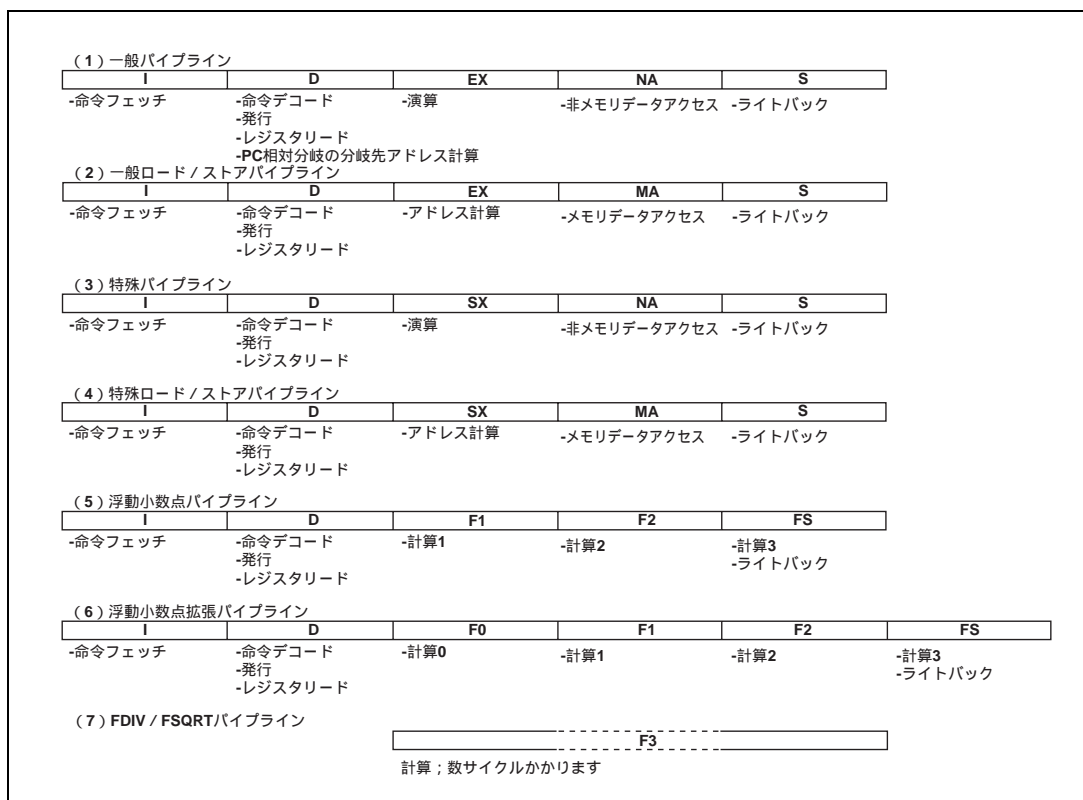 （1）一般パイプライン
I D EX NA S
-命令フェッチ -命令デコード -演算 -非メモリデータアクセス -ライトバック
-発行
-レジスタリード
-PC相対分岐の分岐先アドレス計算
（2）一般ロード / ストアパイプライン
I D EX MA S
-命令フェッチ -命令デコード -アドレス計算 -メモリデータアクセス -ライトバック
-発行
-レジスタリード
（3）特殊パイプライン
I D SX NA S
-命令フェッチ -命令デコード -演算 -非メモリデータアクセス -ライトバック
-発行
-レジスタリード
（4）特殊ロード / ストアパイプライン
I D SX MA S
-命令フェッチ -命令デコード -アドレス計算 -メモリデータアクセス -ライトバック
-発行
-レジスタリード
（5）浮動小数点パイプライン
I D F1 F2 FS
-命令フェッチ -命令デコード -計算1 -計算2 -計算3
-発行 -ライトバック
-レジスタリード
（6）浮動小数点拡張パイプライン
I D F0 F1 F2 FS
-命令フェッチ -命令デコード -計算0 -計算1 -計算2 -計算3
-発行 -ライトバック
-レジスタリード
（7）FDIV / FSQRTパイプライン
F3
計算 ; 数サイクルかかります